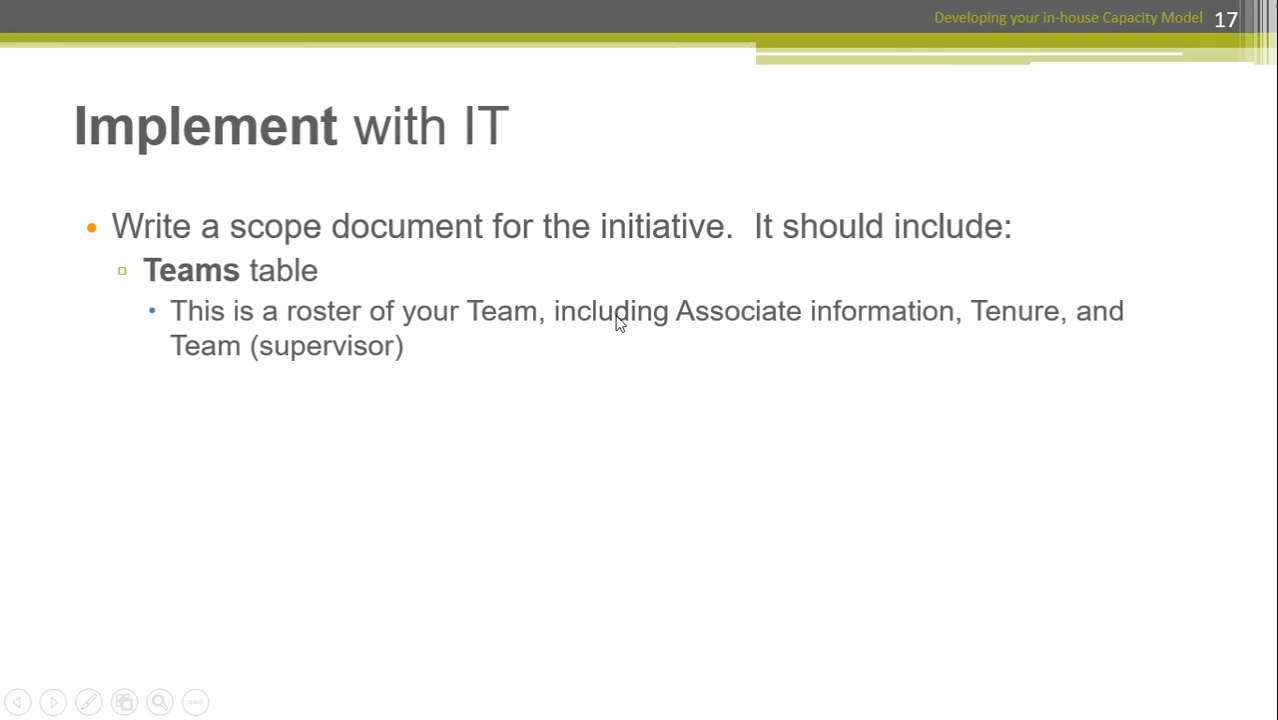 Developing your in-house Capacity Model 17
Implement with IT
Write a scope document for the initiative.  It should include:
Teams table
This is a roster of your Team, including Associate information, Tenure, and
Team (supervisor)